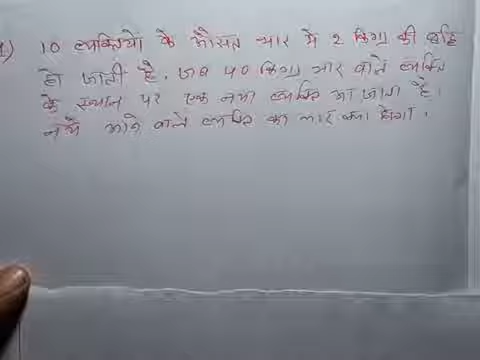 1) 10 व्यक्तियो के औसत भार मे 2 किग्रा की वृद्धि
हो जाती है, जब 40 किग्रा भार वाले व्यक्ति
के स्थान पर एक नया व्यक्ति आ जाता है।
नये आने वाले व्यक्ति का भार क्या होगा।